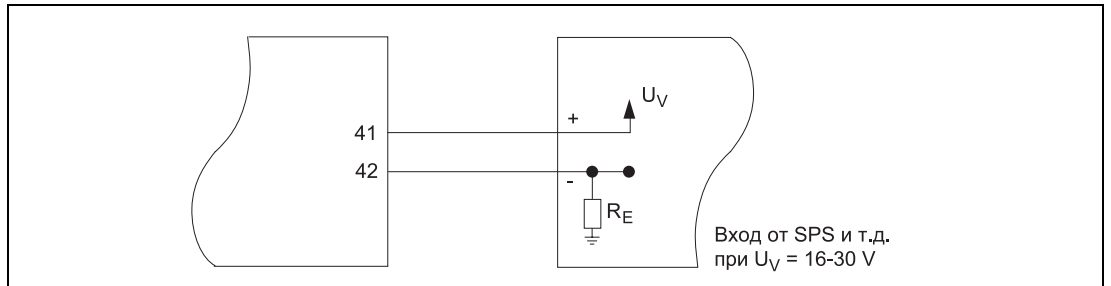 U_V
+
41
42
-
R_E
Вход от SPS и т.д.
при U_V = 16-30 V